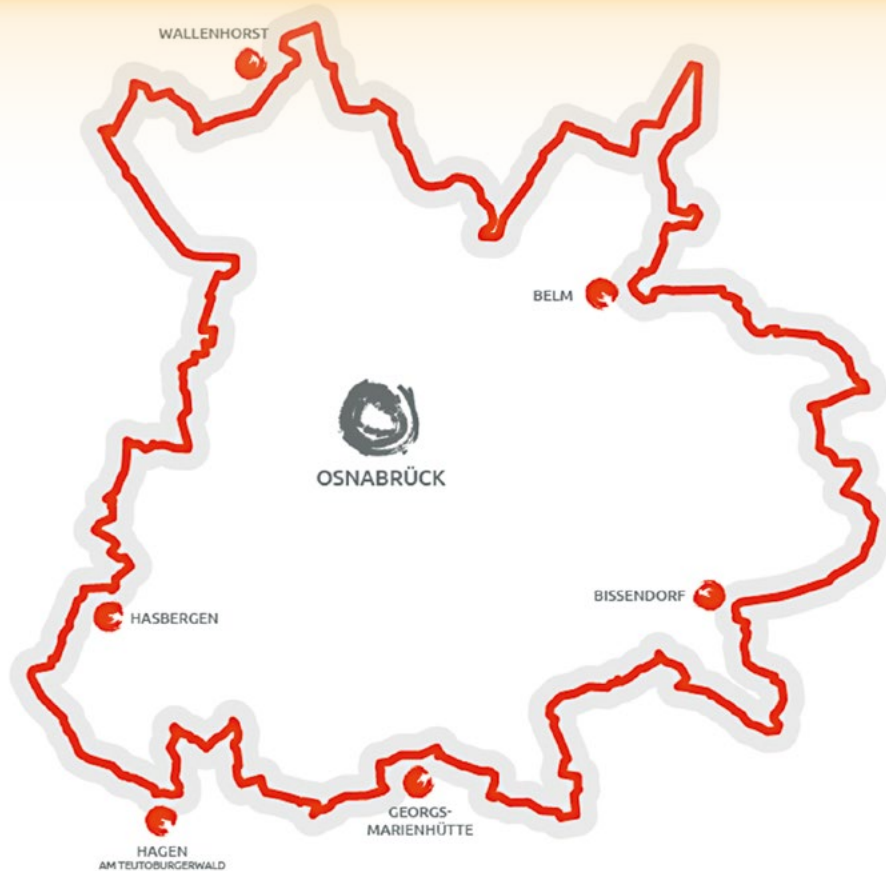 WALLENHORST
BELM
OSNABRÜCK
BISSENDORF
HASBERGEN
GEORGS-
MARIENHÜTTE
HAGEN
AM TEUTOBURGERWALD